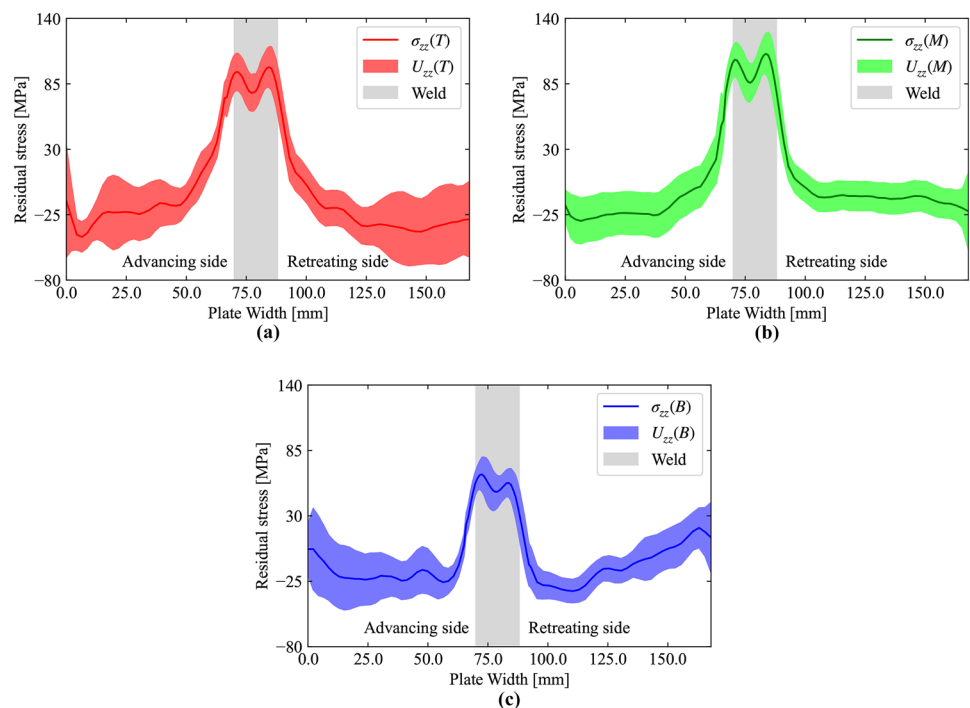 140
85
30
−25
−80
Residual stress [MPa]
σzz(T)
Uzz(T)
Weld
Advancing side
Retreating side
0.0 25.0 50.0 75.0 100.0 125.0 150.0
Plate Width [mm]
(a)
140
85
30
−25
−80
Residual stress [MPa]
σzz(M)
Uzz(M)
Weld
Advancing side
Retreating side
0.0 25.0 50.0 75.0 100.0 125.0 150.0
Plate Width [mm]
(b)
140
85
30
−25
−80
Residual stress [MPa]
σzz(B)
Uzz(B)
Weld
Advancing side
Retreating side
0.0 25.0 50.0 75.0 100.0 125.0 150.0
Plate Width [mm]
(c)